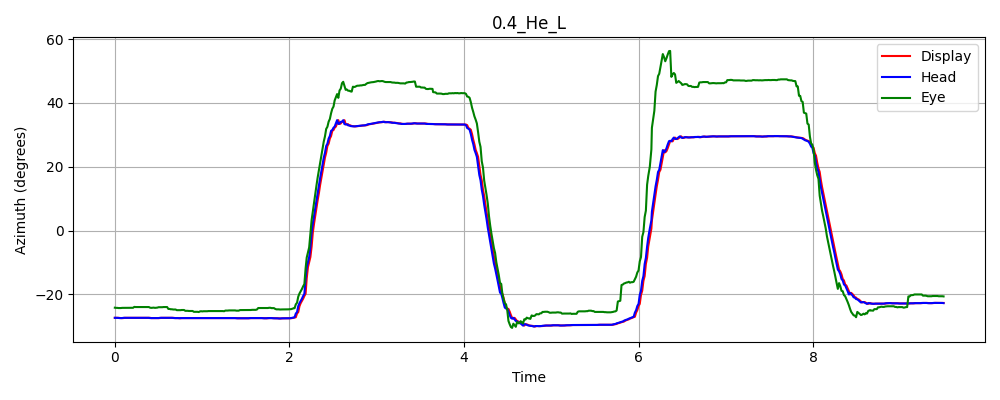 0.4_He_L
60
40
20
0
−20
Azimuth (degrees)
Display
Head
Eye
0 2 4 6 8
Time